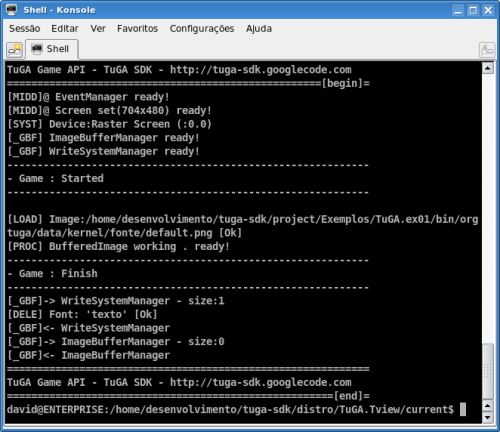 Shell - Konsole
Sessão Editar Ver Favoritos Configurações Ajuda
Shell
TuGA Game API - TuGA SDK - http://tuga-sdk.googlecode.com
====================================================[begin]=
[MIDD]@ EventManager ready!
[MIDD]@ Screen set(704x480) ready!
[SYST] Device:Raster Screen (:0.0)
[_GBF] ImageBufferManager ready!
[_GBF] WriteSystemManager ready!
------------------------------------------------------------
- Game : Started
------------------------------------------------------------
[LOAD] Image:/home/desenvolvimento/tuga-sdk/project/Exemplos/TuGA.ex01/bin/org
tuga/data/kernel/fonte/default.png [Ok]
[PROC] BufferedImage working . ready!
------------------------------------------------------------
- Game : Finish
------------------------------------------------------------
[_GBF]-> WriteSystemManager - size:1
[DELE] Font: 'texto' [Ok]
[_GBF]<- WriteSystemManager
[_GBF]-> ImageBufferManager - size:0
[_GBF]<- ImageBufferManager
============================================================
TuGA Game API - TuGA SDK - http://tuga-sdk.googlecode.com
======================================================[end]=
david@ENTERPRISE:/home/desenvolvimento/tuga-sdk/distro/TuGA.Tview/current$